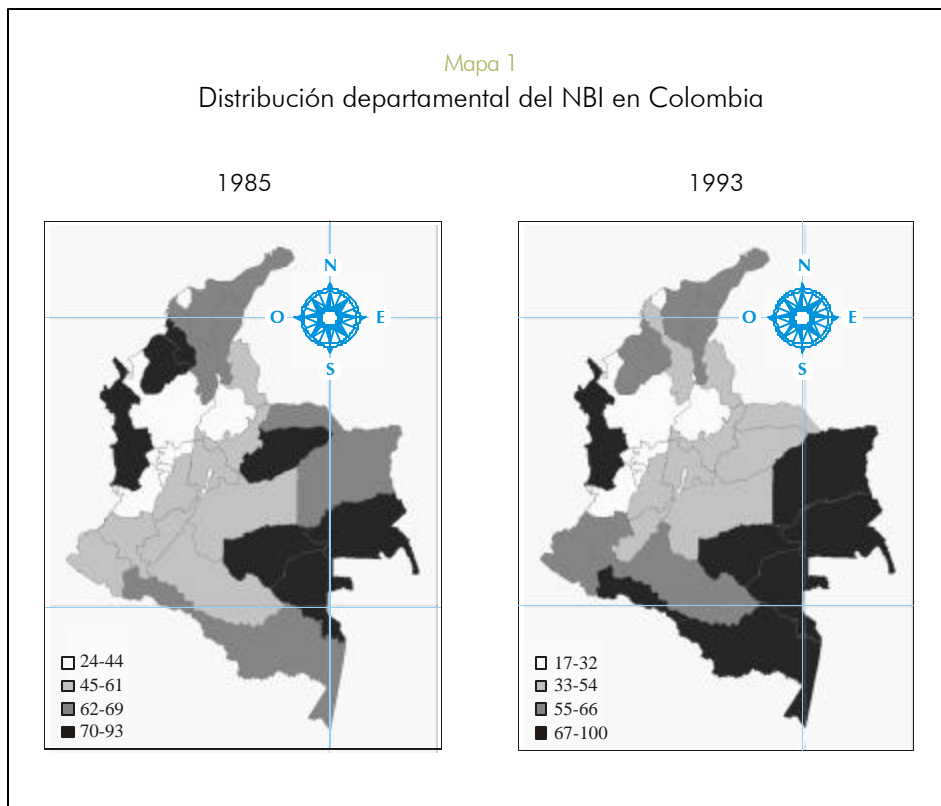 Mapa 1
Distribución departamental del NBI en Colombia
1985
N
O E
S
24-44
45-61
62-69
70-93
1993
N
O E
S
17-32
33-54
55-66
67-100